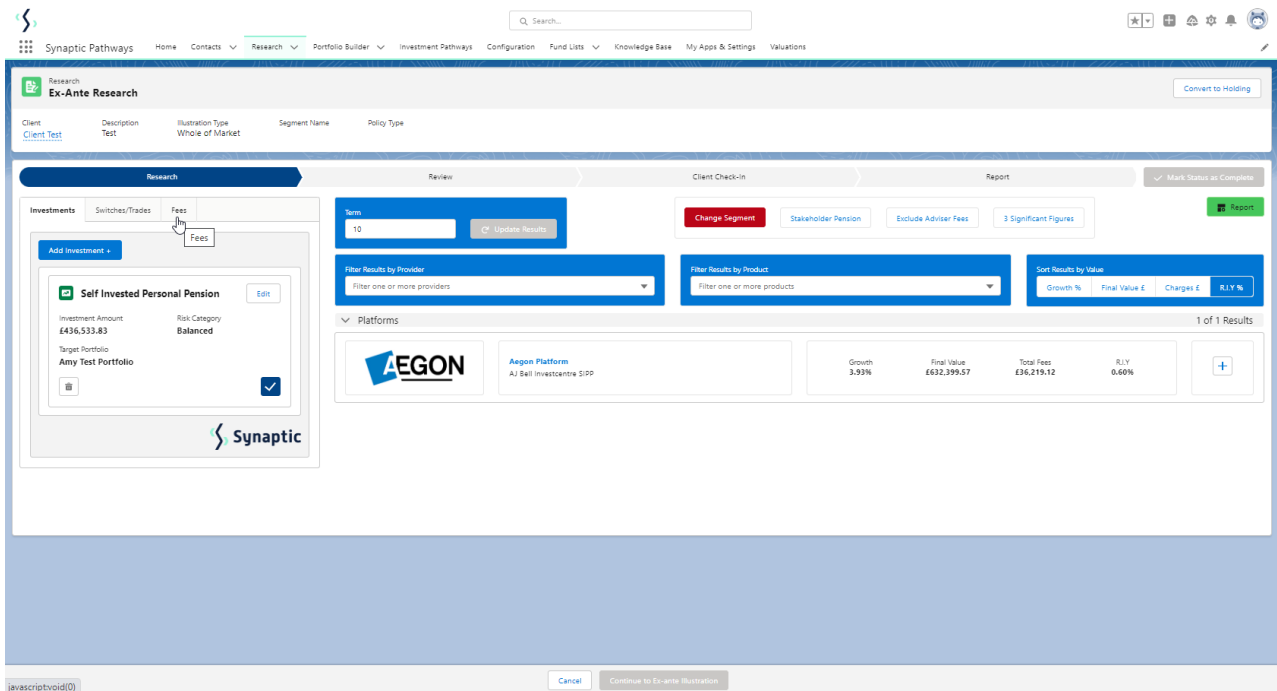 Search...
Synaptic Pathways Home Contacts Research Portfolio Builder Investment Pathways Configuration Fund Lists Knowledge Base My Apps & Settings Valuations
Research
Ex-Ante Research
Convert to Holding
Client Description Illustration Type Segment Name Policy Type
Client Test Test Whole of Market
Research Review Client Check-In Report Mark Status as Complete
Investments Switches/Trades Fees
Fees
Add Investment +
Self Invested Personal Pension Edit
Investment Amount Risk Category
£436,533.83 Balanced
Target Portfolio
Amy Test Portfolio
Synaptic
Term
10 Update Results
Change Segment Stakeholder Pension Exclude Adviser Fees 3 Significant Figures
Report
Filter Results by Provider
Filter one or more providers
Filter Results by Product
Filter one or more products
Sort Results by Value
Growth % Final Value £ Charges £ R.I.Y %
Platforms 1 of 1 Results
AEGON
Aegon Platform
AJ Bell Investcentre SIPP
Growth Final Value Total Fees R.I.Y
3.93% £632,399.57 £36,219.12 0.60%
+
Cancel Continue to Ex-ante Illustration
javascript:void(0)